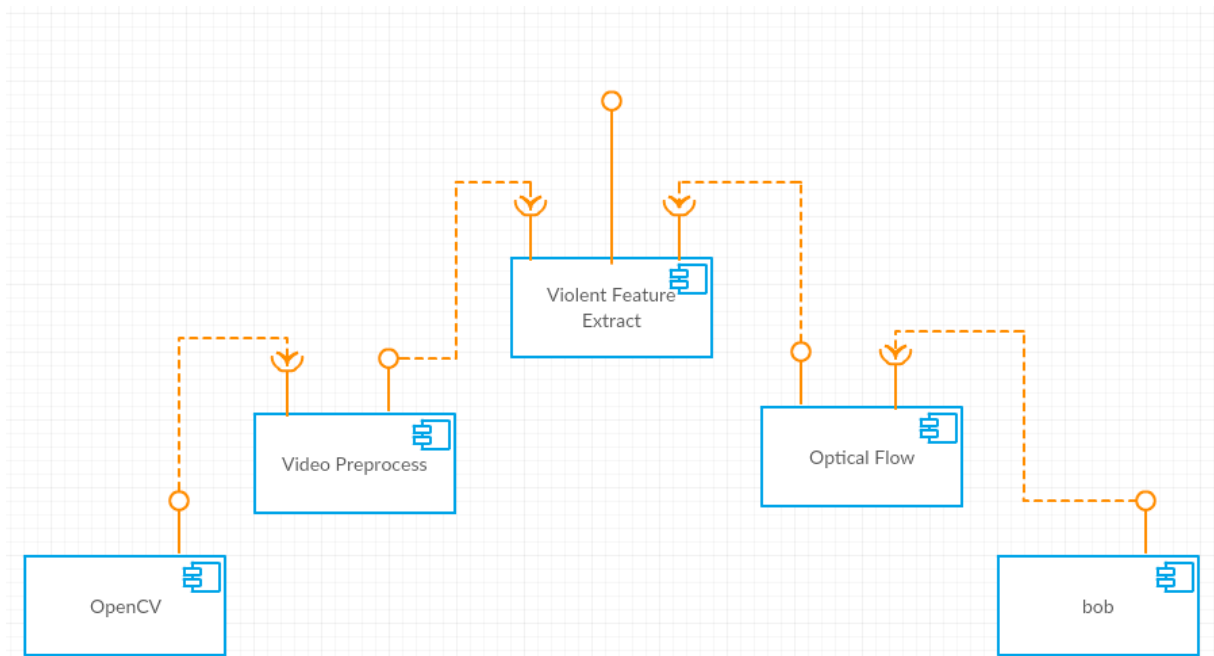 Violent Feature
Extract
Video Preprocess
Optical Flow
OpenCV
bob